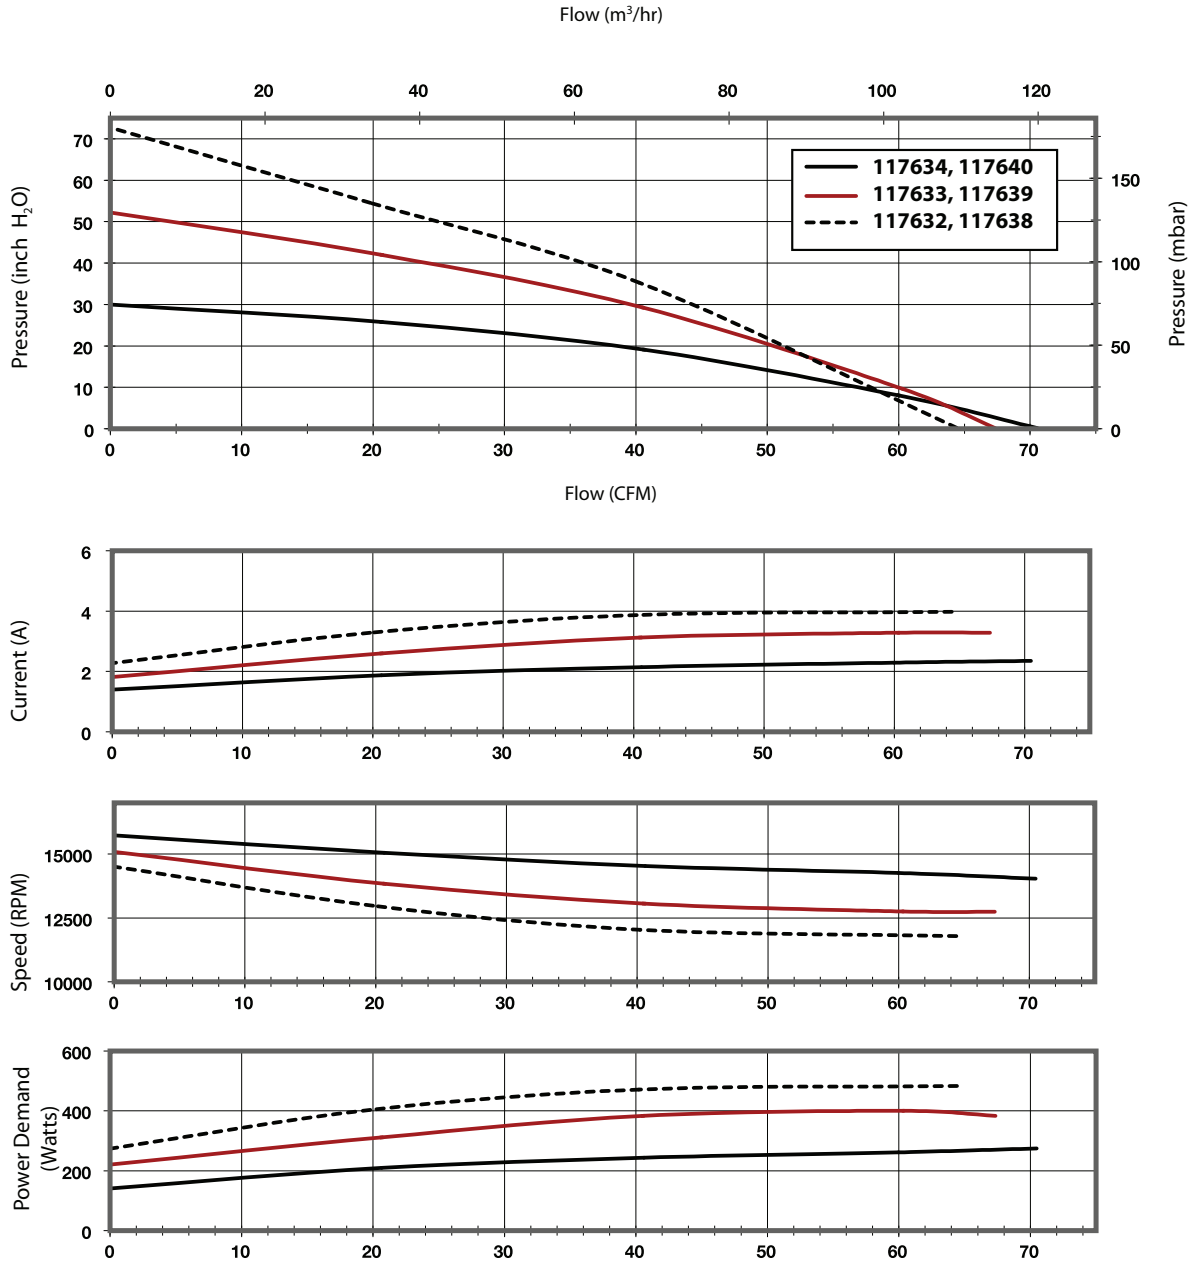 Flow (m³/hr)
0 20 40 60 80 100 120
Pressure (inch H₂O)
70
60
50
40
30
20
10
0
117634, 117640
117633, 117639
117632, 117638
150
100
50
0
Pressure (mbar)
0 10 20 30 40 50 60 70
Flow (CFM)
Current (A)
6
4
2
0
0 10 20 30 40 50 60 70
Speed (RPM)
15000
12500
10000
0 10 20 30 40 50 60 70
Power Demand
(Watts)
600
400
200
0
0 10 20 30 40 50 60 70